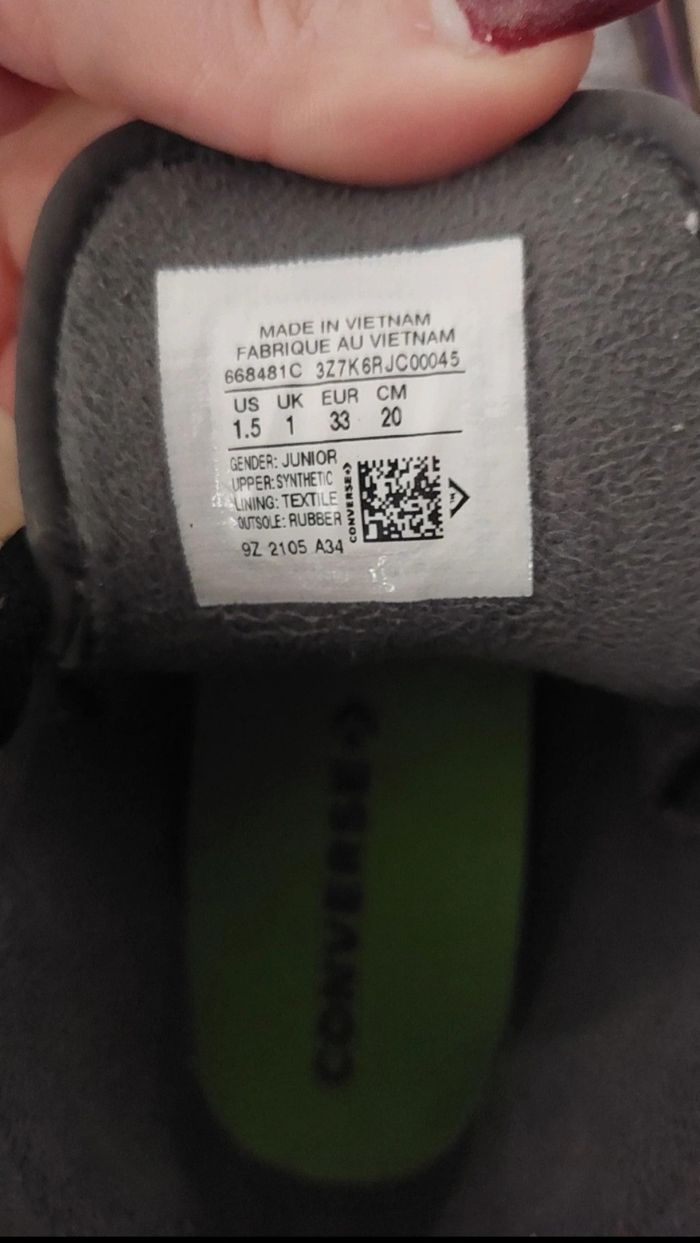 MADE IN VIETNAM
FABRIQUE AU VIETNAM
668481C 3Z7K6RJC00045
US UK EUR CM
1.5 1 33 20
GENDER: JUNIOR
UPPER: SYNTHETIC
LINING: TEXTILE
OUTSOLE: RUBBER
9Z 2105 A34
CONVERSE
TM
CONVERSE